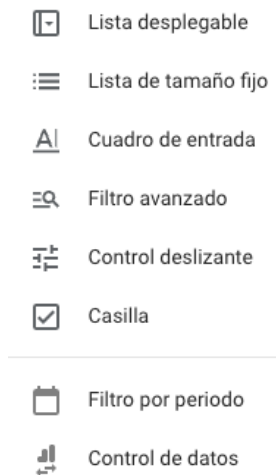 Lista desplegable
Lista de tamaño fijo
Cuadro de entrada
Filtro avanzado
Control deslizante
Casilla
Filtro por periodo
Control de datos